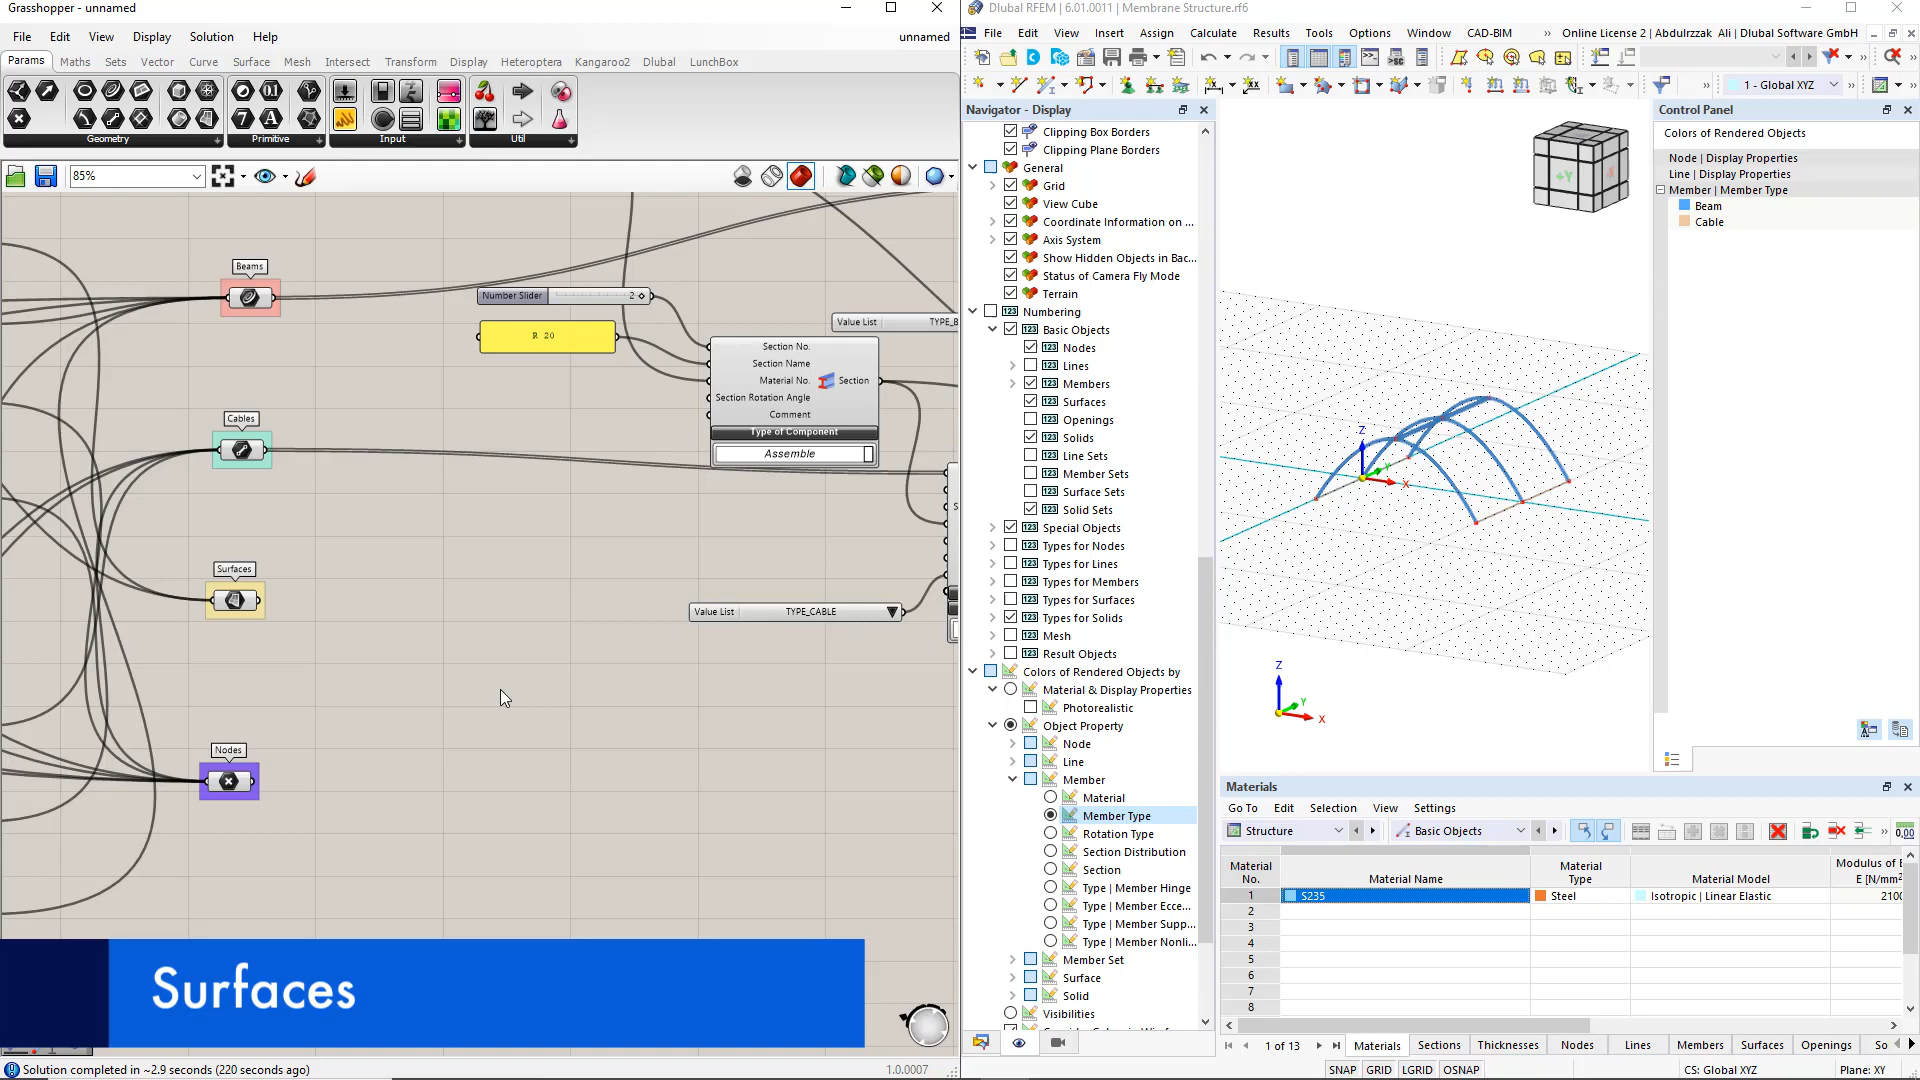 Grasshopper - unnamed
File Edit View Display Solution Help unnamed
Params Maths Sets Vector Curve Surface Mesh Intersect Transform Display Heteroptera Kangaroo2 Dlubal LunchBox
Geometry Primitive Input Util
85%
Beams
Number Slider 2
R 20
Value List
Section No.
Section Name
Material No. Section
Section Rotation Angle
Comment
Type of Component
Assemble
Cables
Surfaces
Value List TYPE_CABLE
Nodes
Surfaces
Solution completed in ~2.9 seconds (220 seconds ago) 1.0.0007
Dlubal RFEM | 6.01.0011 | Membrane Structure.rf6
File Edit View Insert Assign Calculate Results Tools Options Window CAD-BIM Online License 2 | Abdulrzzak Ali | Dlubal Software GmbH
1 - Global XYZ
Navigator - Display
Clipping Box Borders
Clipping Plane Borders
General
Grid
View Cube
Coordinate Information on ...
Axis System
Show Hidden Objects in Bac...
Status of Camera Fly Mode
Terrain
Numbering
Basic Objects
Nodes
Lines
Members
Surfaces
Openings
Solids
Line Sets
Member Sets
Surface Sets
Solid Sets
Special Objects
Types for Nodes
Types for Lines
Types for Members
Types for Surfaces
Types for Solids
Mesh
Result Objects
Colors of Rendered Objects by
Material & Display Properties
Photorealistic
Object Property
Node
Line
Member
Material
Member Type
Rotation Type
Section Distribution
Section
Type | Member Hinge
Type | Member Ecce...
Type | Member Supp...
Type | Member Nonli...
Member Set
Surface
Solid
Visibilities
+Y
Z
Y
X
Z
Y
X
Control Panel
Colors of Rendered Objects
Node | Display Properties
Line | Display Properties
Member | Member Type
Beam
Cable
Materials
Go To Edit Selection View Settings
Structure Basic Objects
Material No. Material Name Material Type Material Model Modulus of E E [N/mm²
1 S235 Steel Isotropic | Linear Elastic 2100
2
3
4
5
6
7
8
1 of 13 Materials Sections Thicknesses Nodes Lines Members Surfaces Openings So
SNAP GRID LGRID OSNAP CS: Global XYZ Plane: XY